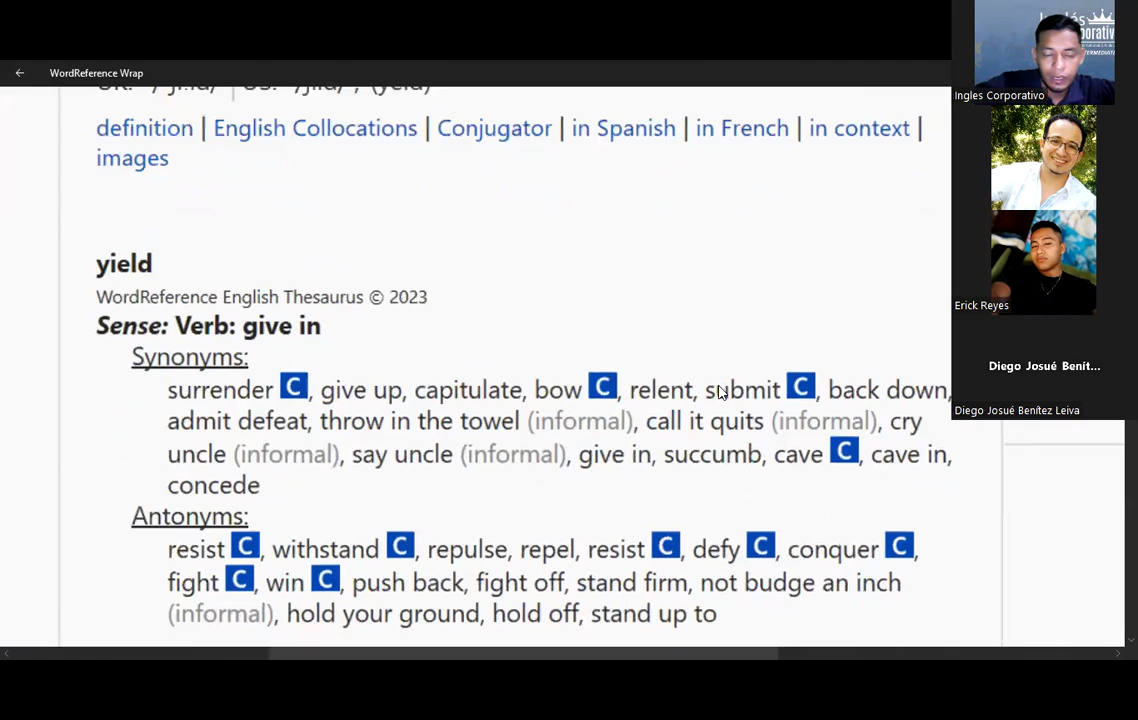 WordReference Wrap
definition | English Collocations | Conjugator | in Spanish | in French | in context |
images
yield
WordReference English Thesaurus © 2023
Sense: Verb: give in
Synonyms:
surrender C, give up, capitulate, bow C, relent, submit C, back down,
admit defeat, throw in the towel (informal), call it quits (informal), cry
uncle (informal), say uncle (informal), give in, succumb, cave C, cave in,
concede
Antonyms:
resist C, withstand C, repulse, repel, resist C, defy C, conquer C,
fight C, win C, push back, fight off, stand firm, not budge an inch
(informal), hold your ground, hold off, stand up to
Ingles Corporativo
Erick Reyes
Diego Josué Benít...
Diego Josué Benítez Leiva